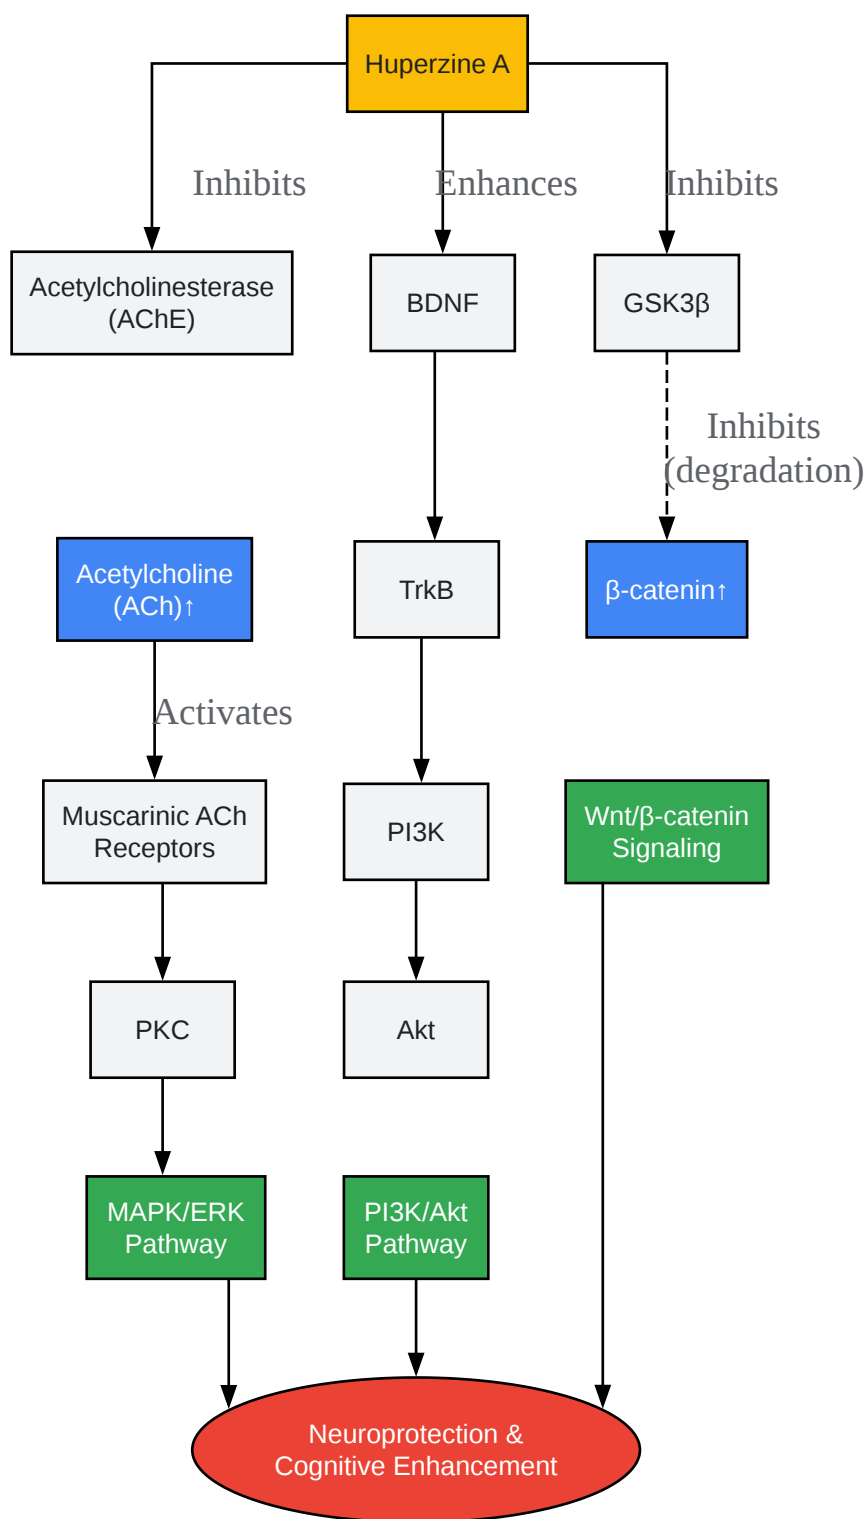 Huperzine A
Inhibits
Enhances
Inhibits
Acetylcholinesterase
(AChE)
BDNF
GSK3β
Inhibits
(degradation)
Acetylcholine
(ACh)↑
TrkB
β-catenin↑
Activates
Muscarinic ACh
Receptors
PI3K
Wnt/β-catenin
Signaling
PKC
Akt
MAPK/ERK
Pathway
PI3K/Akt
Pathway
Neuroprotection &
Cognitive Enhancement